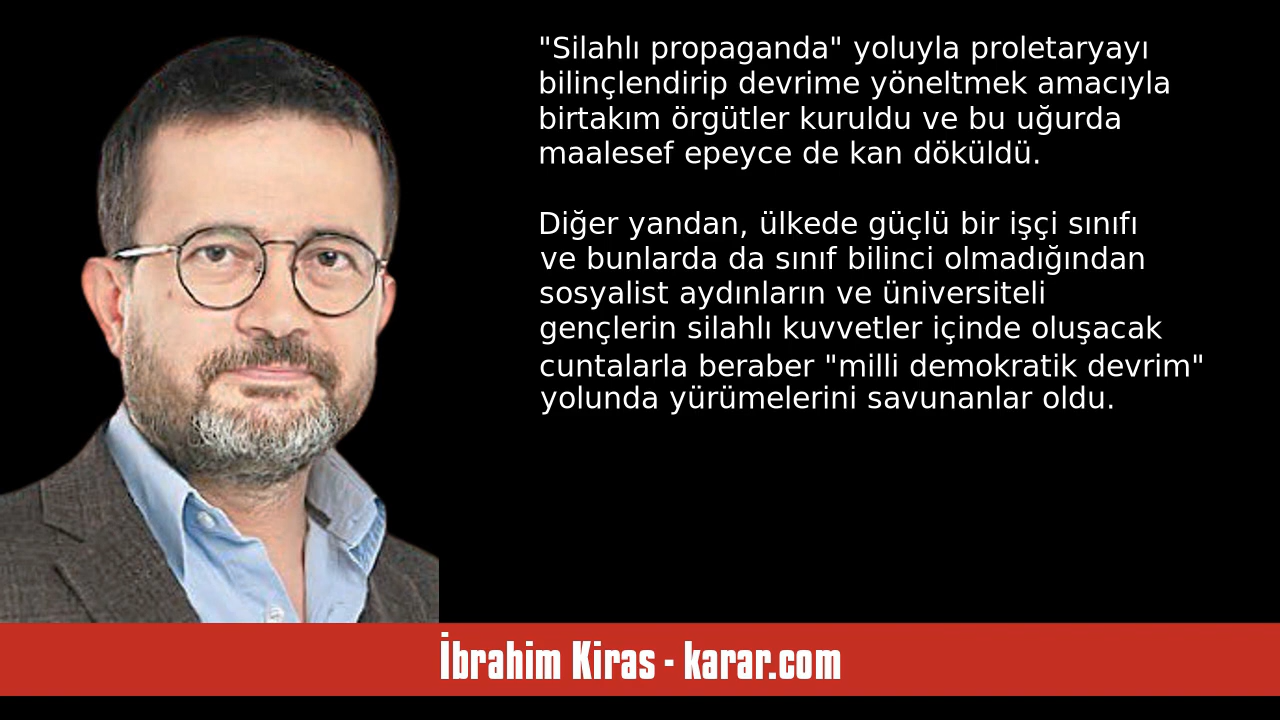 "Silahlı propaganda" yoluyla proletaryayı
bilinçlendirip devrime yöneltmek amacıyla
birtakım örgütler kuruldu ve bu uğurda
maalesef epeyce de kan döküldü.
Diğer yandan, ülkede güçlü bir işçi sınıfı
ve bunlarda da sınıf bilinci olmadığından
sosyalist aydınların ve üniversiteli
gençlerin silahlı kuvvetler içinde oluşacak
cuntalarla beraber "milli demokratik devrim"
yolunda yürümelerini savunanlar oldu.
İbrahim Kiras - karar.com